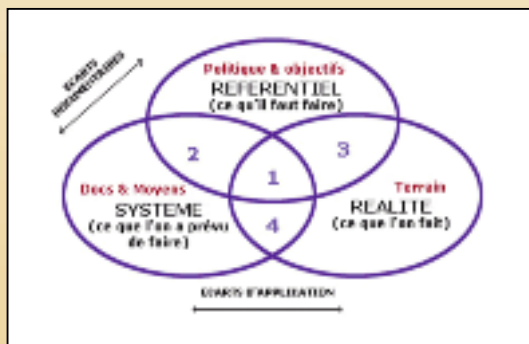 ECARTS
DOCUMENTAIRES
Politique & objectifs
REFERENTIEL
(ce qu'il faut faire)
2
3
1
Docs & Moyens
SYSTEME
(ce que l'on a prévu
de faire)
4
Terrain
REALITE
(ce que l'on fait)
ECARTS D'APPLICATION